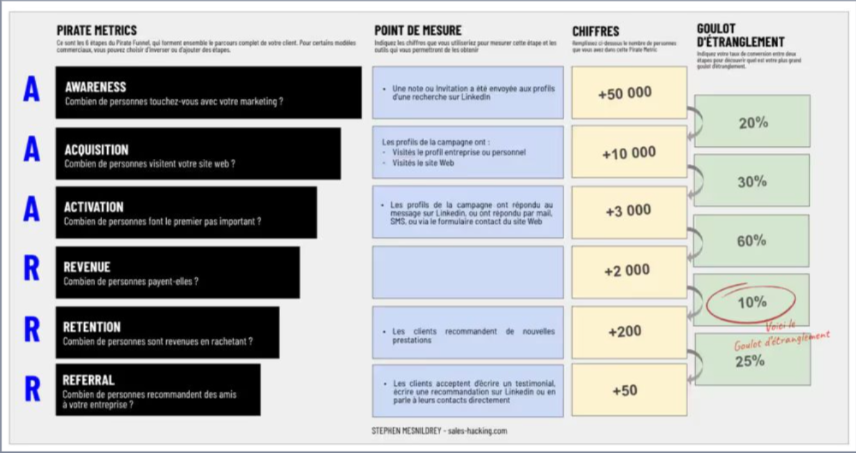 PIRATE METRICS
Ce sont les 6 étapes du Pirate Funnel, qui forment ensemble le parcours complet de votre client. Pour certains modèles
commerciaux, vous pouvez choisir d'inverser ou d'ajouter des étapes.
POINT DE MESURE
Indiquez les chiffres que vous utiliseriez pour mesurer cette étape et les
outils qui vous permettront de les obtenir
CHIFFRES
Remplissez ci-dessous le nombre de personnes
que vous avez dans cette Pirate Metric
GOULOT
D'ÉTRANGLEMENT
Indiquez votre taux de conversion entre deux
étapes pour découvrir quel est votre plus grand
goulot d'étranglement.
A
AWARENESS
Combien de personnes touchez-vous avec votre marketing ?
• Une note ou Invitation a été envoyée aux profils
d'une recherche sur Linkedin
+50 000
20%
A
ACQUISITION
Combien de personnes visitent votre site web ?
Les profils de la campagne ont :
- Visités le profil entreprise ou personnel
- Visités le site Web
+10 000
30%
A
ACTIVATION
Combien de personnes font le premier pas important ?
• Les profils de la campagne ont répondu au
message sur Linkedin, ou ont répondu par mail,
SMS, ou via le formulaire contact du site Web
+3 000
60%
R
REVENUE
Combien de personnes payent-elles ?
+2 000
10%
Voici le
Goulot d'étranglement
R
RETENTION
Combien de personnes sont revenues en rachetant ?
• Les clients recommandent de nouvelles
prestations
+200
25%
R
REFERRAL
Combien de personnes recommandent des amis
à votre entreprise ?
• Les clients acceptent d'écrire un testimonial,
écrire une recommandation sur Linkedin ou en
parle à leurs contacts directement
+50
STEPHEN MESNILDREY - sales-hacking.com